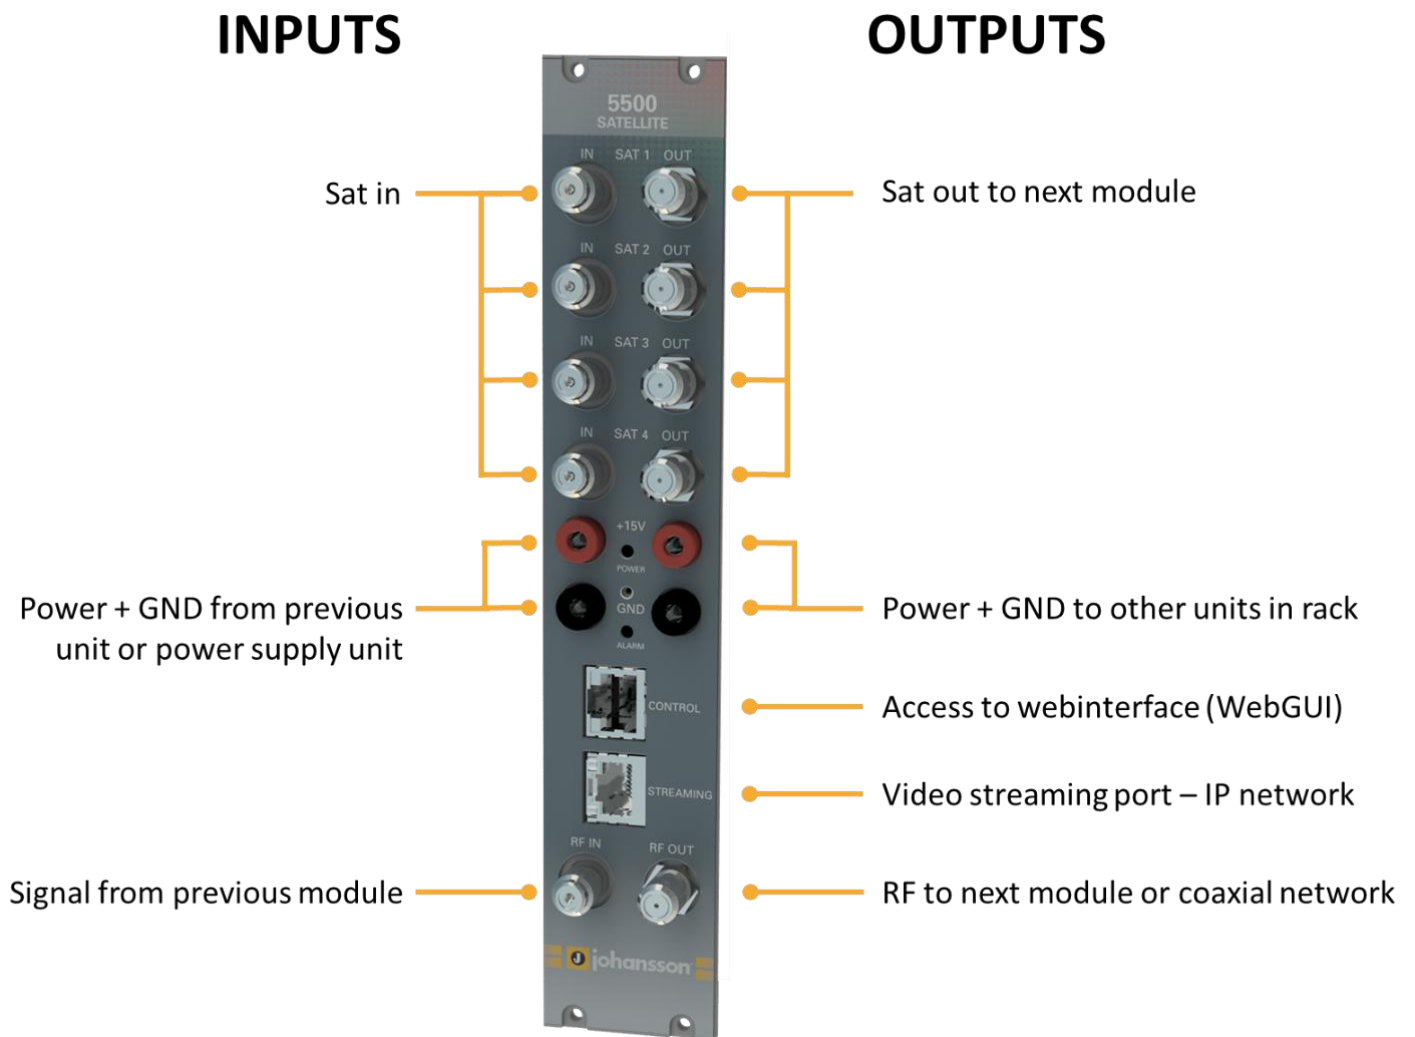 INPUTS
OUTPUTS
5500
SATELLITE
IN SAT 1 OUT
Sat in
Sat out to next module
IN SAT 2 OUT
IN SAT 3 OUT
IN SAT 4 OUT
+15V
POWER
Power + GND from previous
unit or power supply unit
GND
Power + GND to other units in rack
ALARM
CONTROL
Access to webinterface (WebGUI)
STREAMING
Video streaming port – IP network
RF IN
RF OUT
Signal from previous module
RF to next module or coaxial network
J johansson